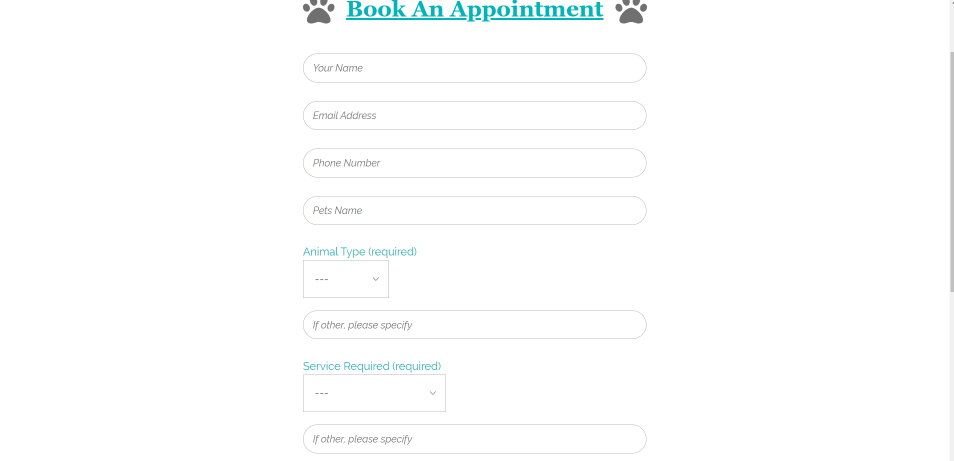 Book An Appointment
Your Name
Email Address
Phone Number
Pets Name
Animal Type (required)
---
If other, please specify
Service Required (required)
---
If other, please specify